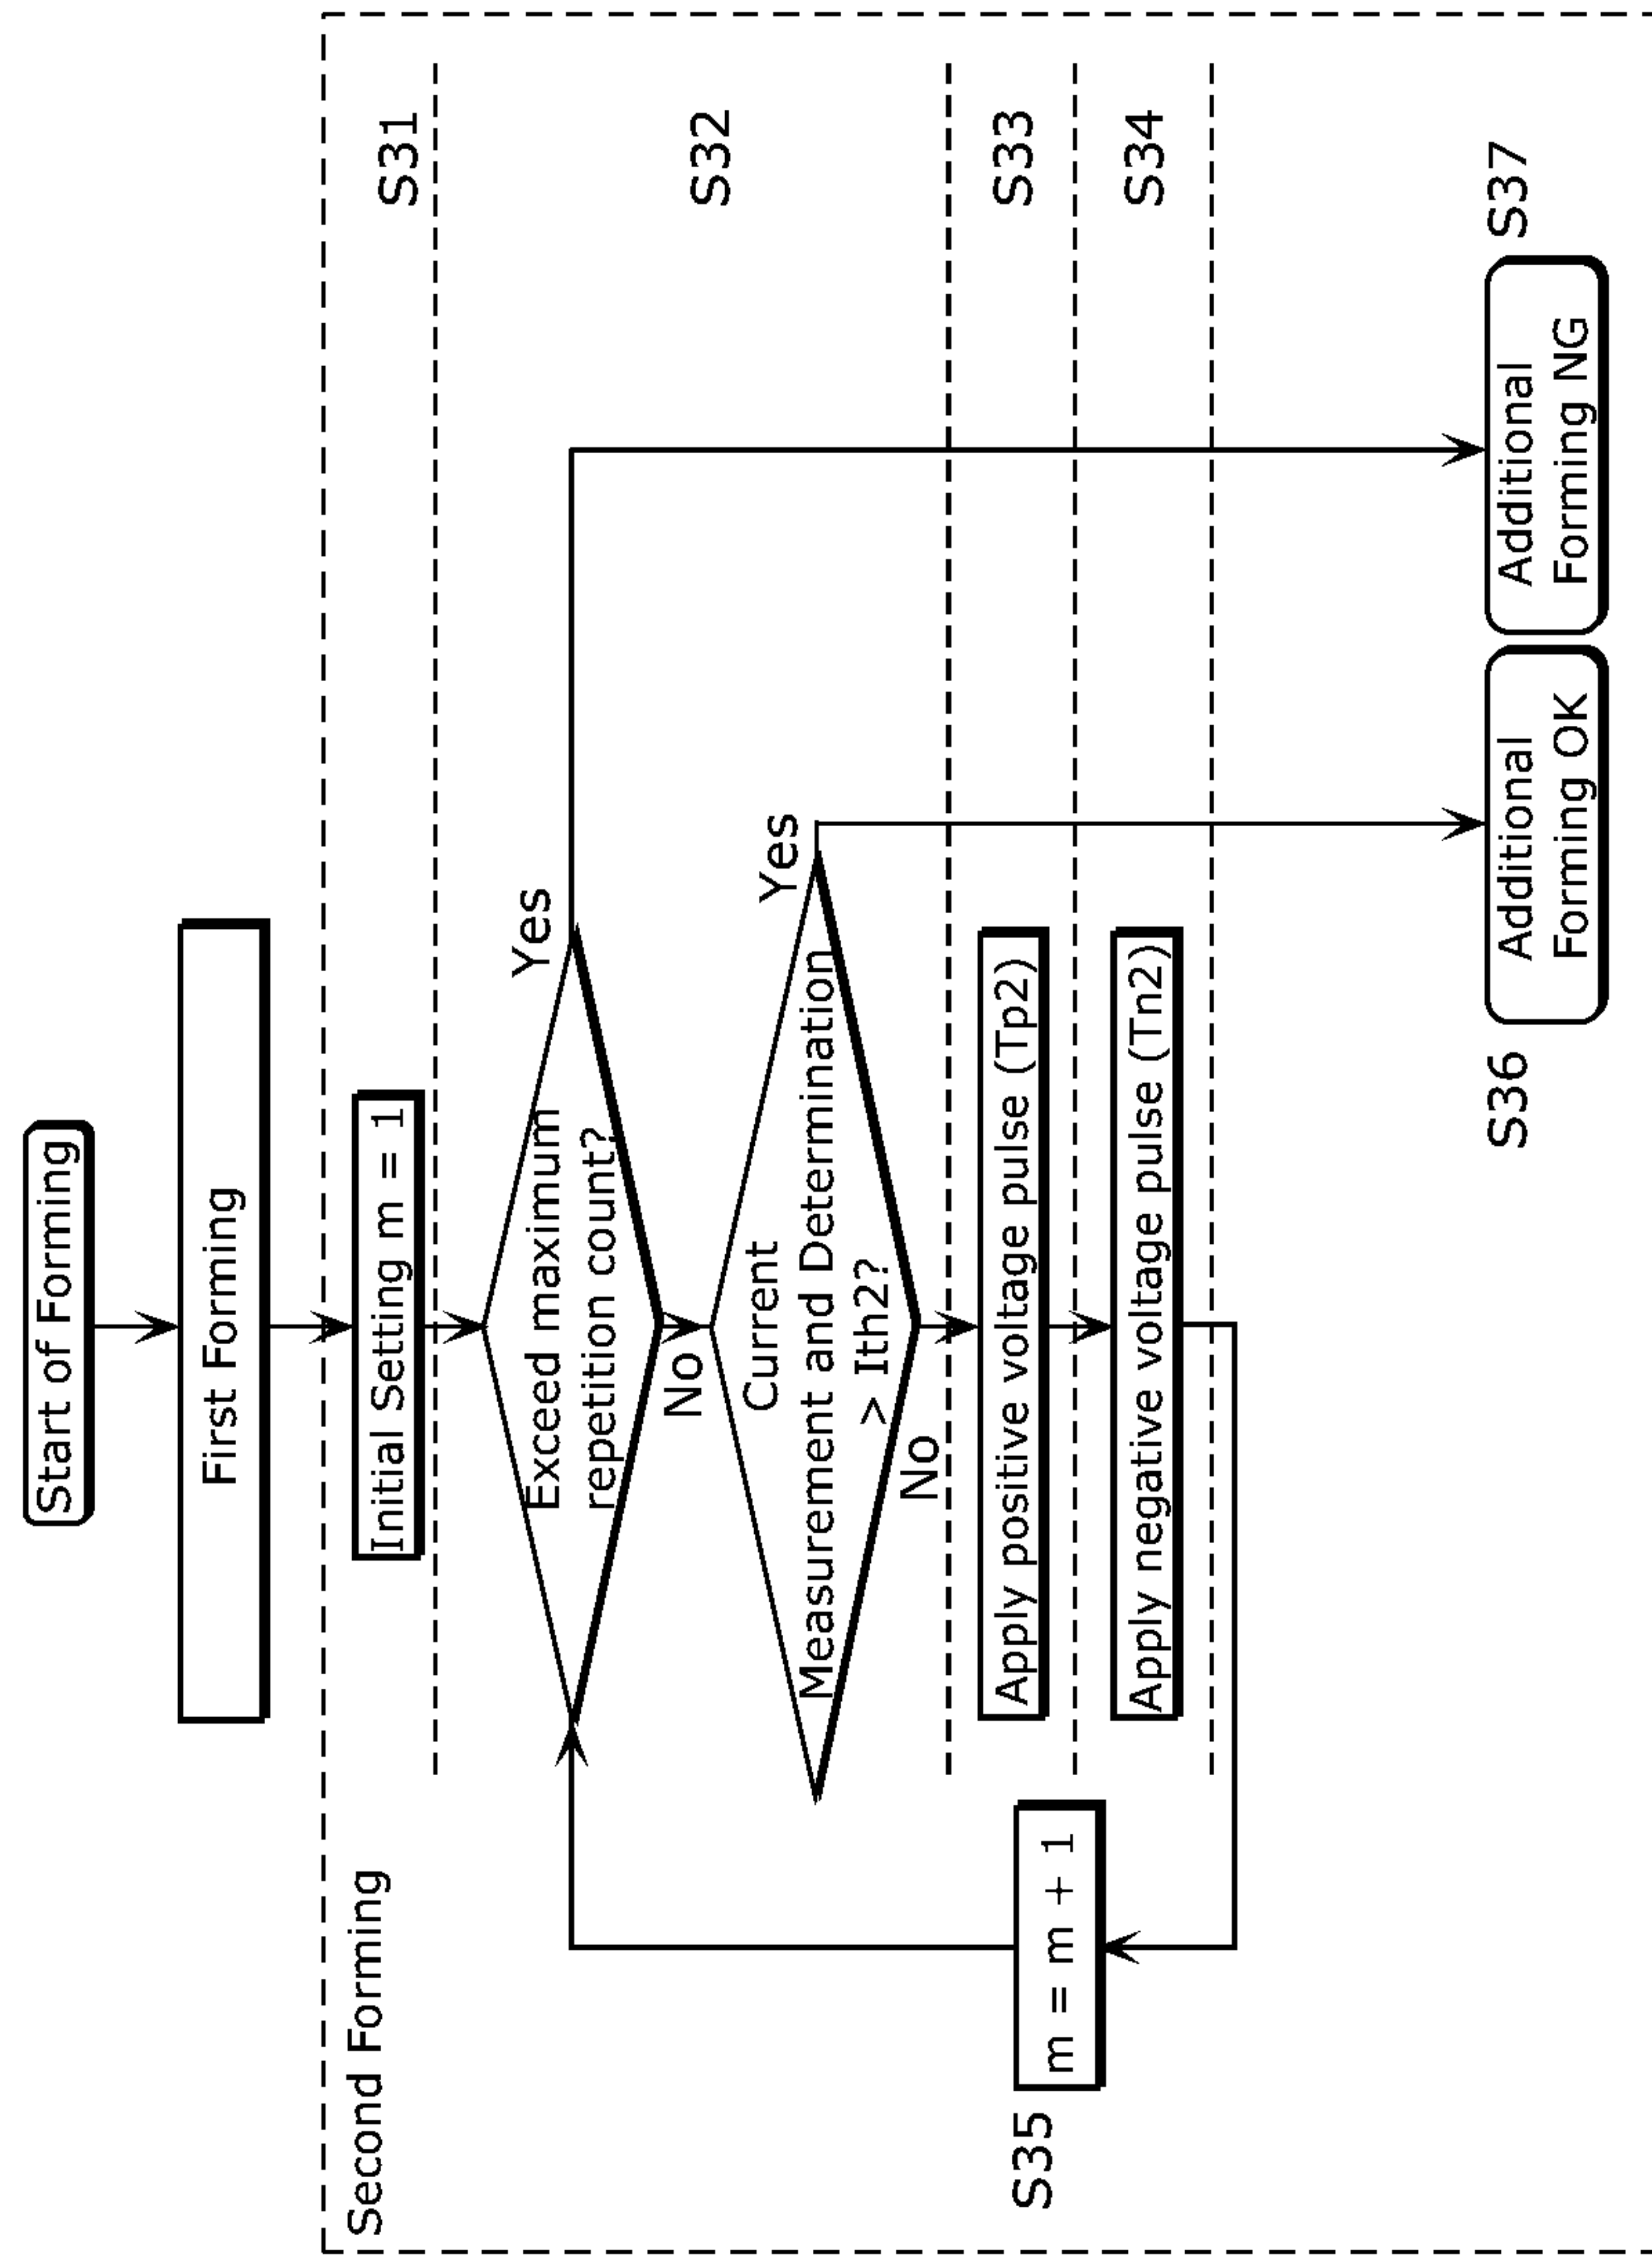 Start of Forming
First Forming
Second Forming
Initial Setting m = 1
S31
Exceed maximum
repetition count?
Yes
No
S32
Current
Measurement and Determination
> Ith2?
Yes
No
Apply positive voltage pulse (Tp2)
S33
S35
m = m + 1
Apply negative voltage pulse (Tn2)
S34
S36
Additional
Forming OK
Additional
Forming NG
S37